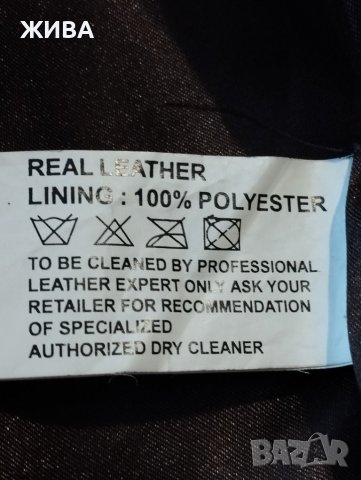 ЖИВА
REAL LEATHER
LINING : 100% POLYESTER
TO BE CLEANED BY PROFESSIONAL
LEATHER EXPERT ONLY ASK YOUR
RETAILER FOR RECOMMENDATION
OF SPECIALIZED
AUTHORIZED DRY CLEANER
BAZAR